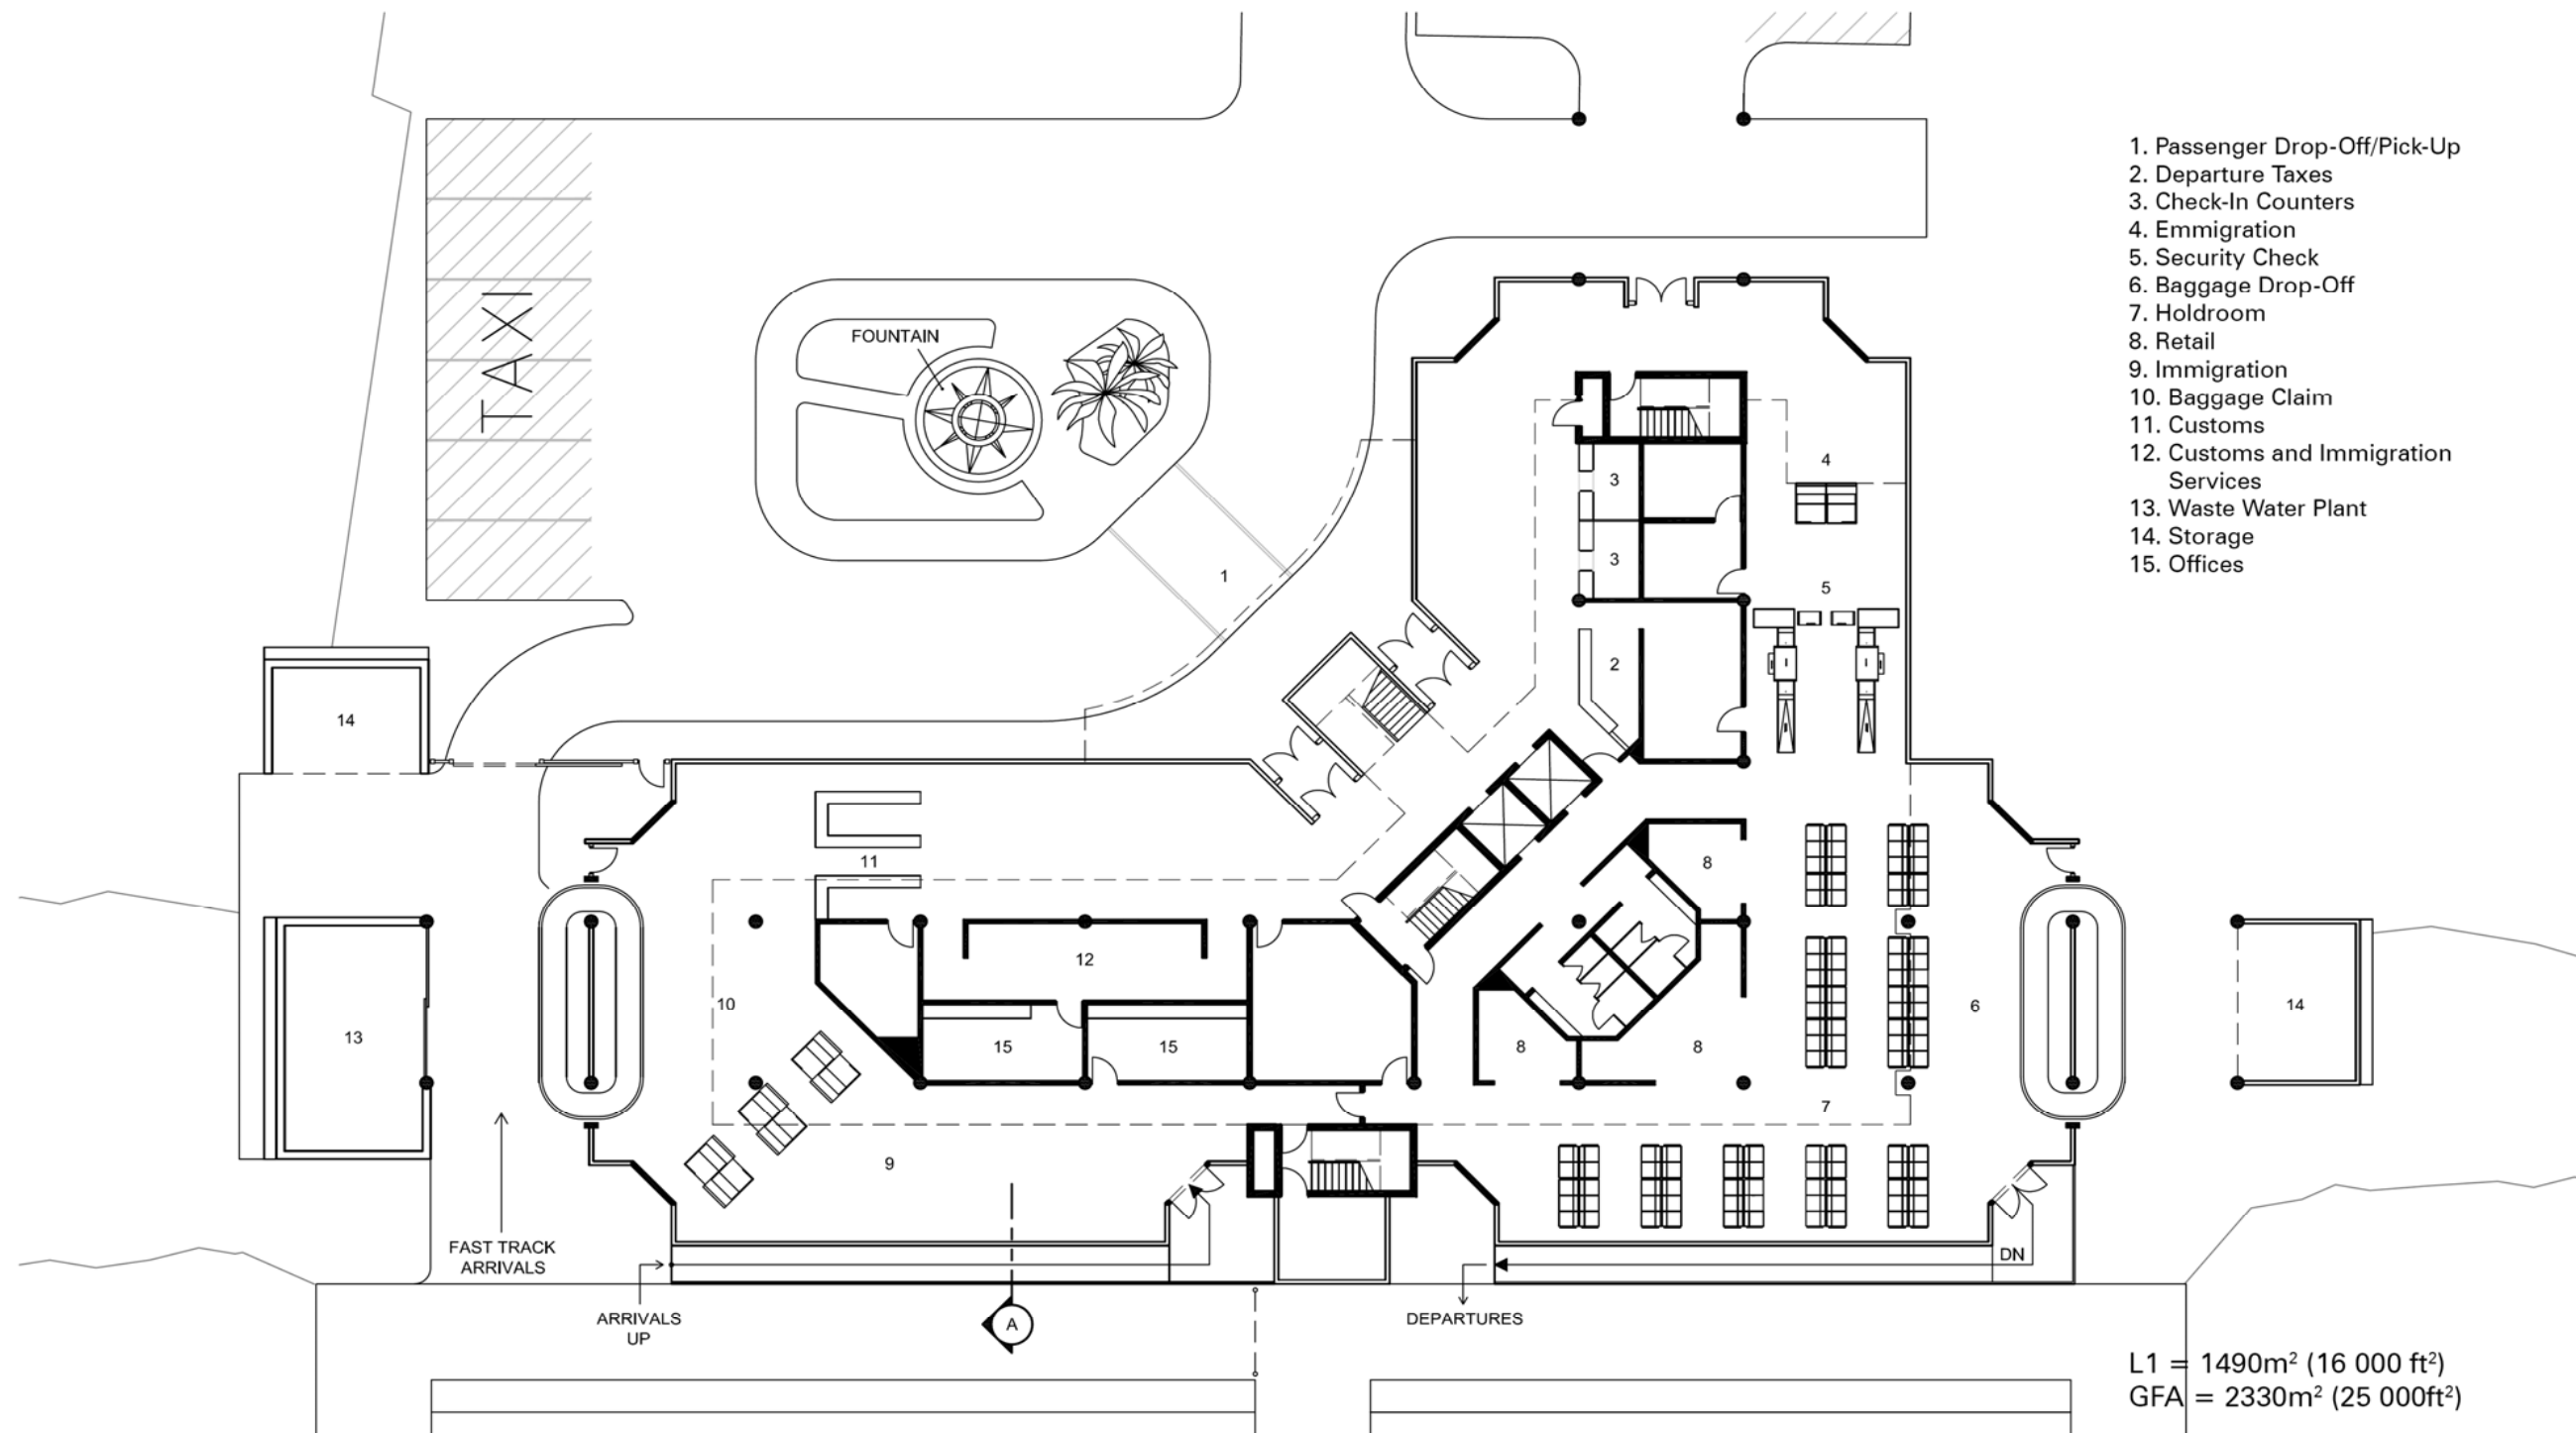 1. Passenger Drop-Off/Pick-Up
2. Departure Taxes
3. Check-In Counters
4. Emmigration
5. Security Check
6. Baggage Drop-Off
7. Holdroom
8. Retail
9. Immigration
10. Baggage Claim
11. Customs
12. Customs and Immigration
Services
13. Waste Water Plant
14. Storage
15. Offices
TAXI
FOUNTAIN
4
3
3
5
1
2
14
11
8
12
10
6
14
13
15
15
8
8
7
9
FAST TRACK
ARRIVALS
DN
ARRIVALS
UP
A
DEPARTURES
L1 = 1490m² (16 000 ft²)
GFA = 2330m² (25 000ft²)